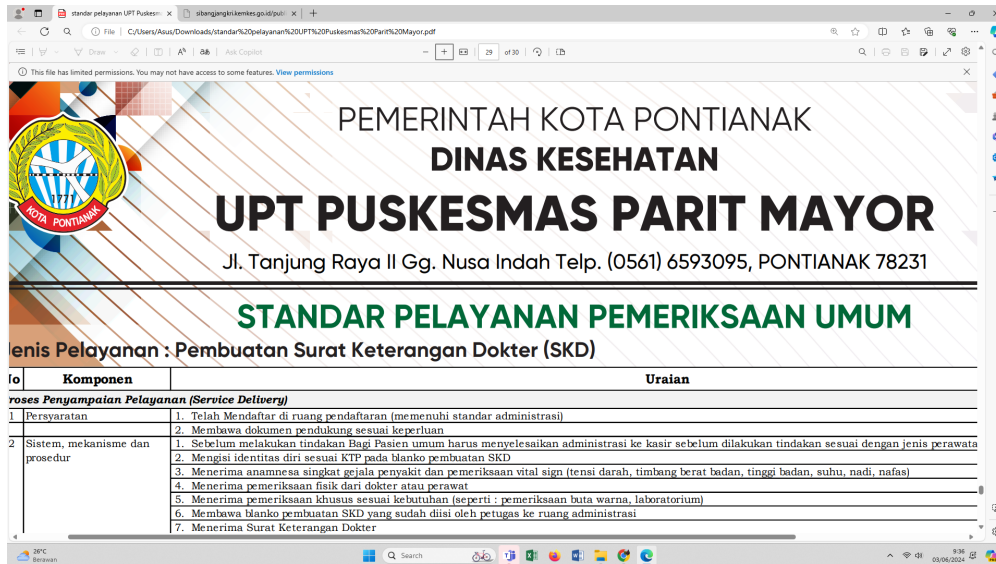 standar pelayanan UPT Puskesm
sibangjangkri.kemkes.go.id/publ
File
C:/Users/Asus/Downloads/standar%20pelayanan%20UPT%20Puskesmas%20Parit%20Mayor.pdf
Draw
Ask Copilot
29 of 30
This file has limited permissions. You may not have access to some features. View permissions
PEMERINTAH KOTA PONTIANAK
DINAS KESEHATAN
UPT PUSKESMAS PARIT MAYOR
1771
KOTA PONTIANAK
Jl. Tanjung Raya II Gg. Nusa Indah Telp. (0561) 6593095, PONTIANAK 78231
STANDAR PELAYANAN PEMERIKSAAN UMUM
enis Pelayanan : Pembuatan Surat Keterangan Dokter (SKD)
o Komponen Uraian
roses Penyampaian Pelayanan (Service Delivery)
1 Persyaratan 1. Telah Mendaftar di ruang pendaftaran (memenuhi standar administrasi)
2. Membawa dokumen pendukung sesuai keperluan
2 Sistem, mekanisme dan 1. Sebelum melakukan tindakan Bagi Pasien umum harus menyelesaikan administrasi ke kasir sebelum dilakukan tindakan sesuai dengan jenis perawata
prosedur 2. Mengisi identitas diri sesuai KTP pada blanko pembuatan SKD
3. Menerima anamnesa singkat gejala penyakit dan pemeriksaan vital sign (tensi darah, timbang berat badan, tinggi badan, suhu, nadi, nafas)
4. Menerima pemeriksaan fisik dari dokter atau perawat
5. Menerima pemeriksaan khusus sesuai kebutuhan (seperti : pemeriksaan buta warna, laboratorium)
6. Membawa blanko pembuatan SKD yang sudah diisi oleh petugas ke ruang administrasi
7. Menerima Surat Keterangan Dokter
26°C
Berawan
Search
9:36
03/06/2024